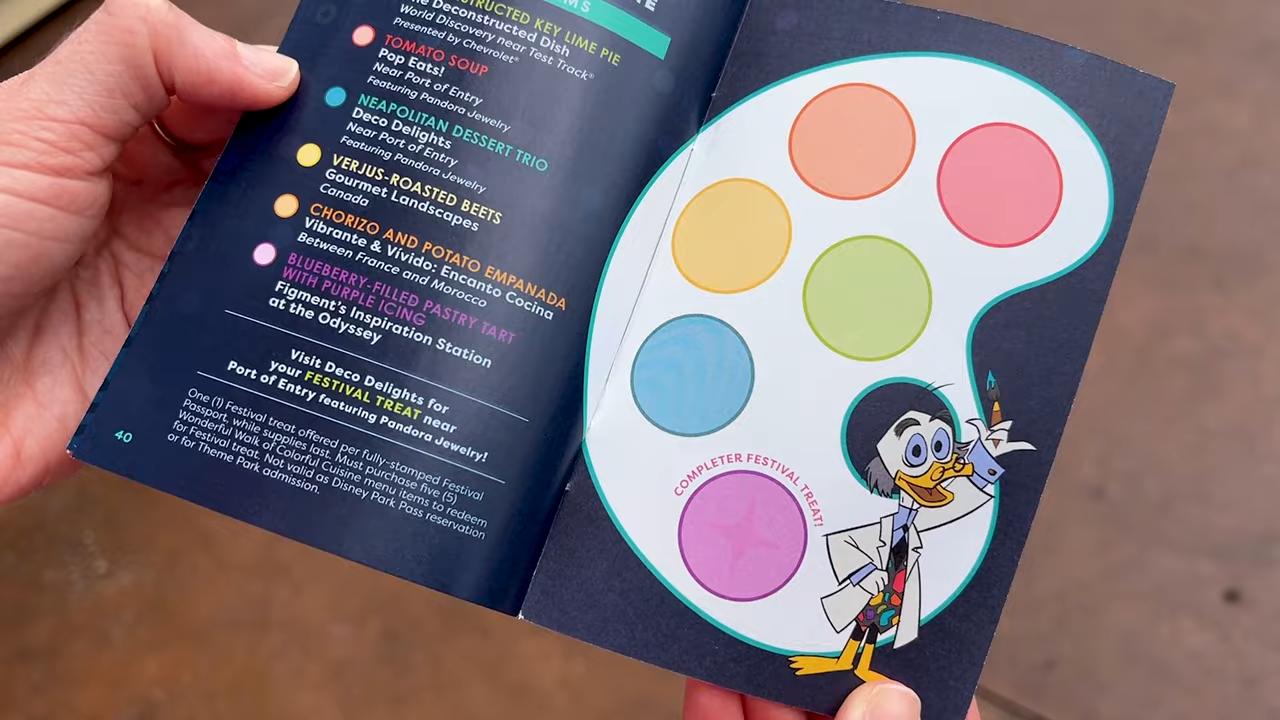 MS
STRUCTED KEY LIME PIE
Deconstructed Dish
World Discovery near Test Track®
Presented by Chevrolet®
TOMATO SOUP
Pop Eats!
Near Port of Entry
Featuring Pandora Jewelry
NEAPOLITAN DESSERT TRIO
Deco Delights
Near Port of Entry
Featuring Pandora Jewelry
VERJUS-ROASTED BEETS
Gourmet Landscapes
Canada
CHORIZO AND POTATO EMPANADA
Vibrante & Vivido: Encanto Cocina
Between France and Morocco
BLUEBERRY-FILLED PASTRY TART
WITH PURPLE ICING
Figment's Inspiration Station
at the Odyssey
Visit Deco Delights for
your FESTIVAL TREAT near
Port of Entry featuring Pandora Jewelry!
One (1) Festival treat offered per fully-stamped Festival
Passport, while supplies last. Must purchase five (5)
Wonderful Walk of Colorful Cuisine menu items to redeem
for Festival treat. Not valid as Disney Park Pass reservation
or for Theme Park admission.
40
COMPLETER FESTIVAL TREAT!